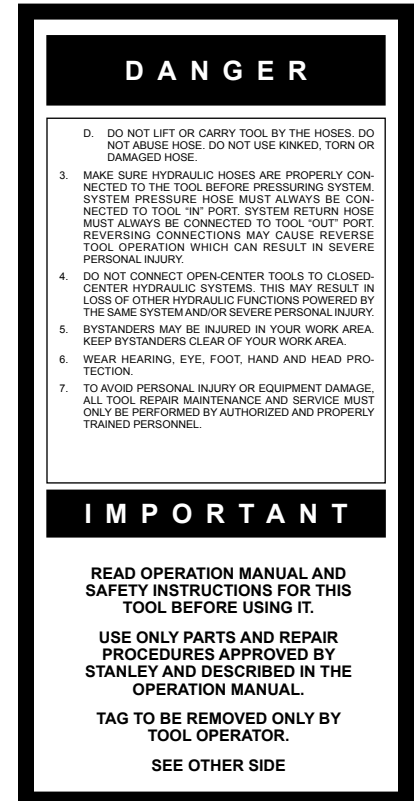 DANGER
D. DO NOT LIFT OR CARRY TOOL BY THE HOSES. DO
NOT ABUSE HOSE. DO NOT USE KINKED, TORN OR
DAMAGED HOSE.
3. MAKE SURE HYDRAULIC HOSES ARE PROPERLY CON-
NECTED TO THE TOOL BEFORE PRESSURING SYSTEM.
SYSTEM PRESSURE HOSE MUST ALWAYS BE CON-
NECTED TO TOOL “IN” PORT. SYSTEM RETURN HOSE
MUST ALWAYS BE CONNECTED TO TOOL “OUT” PORT.
REVERSING CONNECTIONS MAY CAUSE REVERSE
TOOL OPERATION WHICH CAN RESULT IN SEVERE
PERSONAL INJURY.
4. DO NOT CONNECT OPEN-CENTER TOOLS TO CLOSED-
CENTER HYDRAULIC SYSTEMS. THIS MAY RESULT IN
LOSS OF OTHER HYDRAULIC FUNCTIONS POWERED BY
THE SAME SYSTEM AND/OR SEVERE PERSONAL INJURY.
5. BYSTANDERS MAY BE INJURED IN YOUR WORK AREA.
KEEP BYSTANDERS CLEAR OF YOUR WORK AREA.
6. WEAR HEARING, EYE, FOOT, HAND AND HEAD PRO-
TECTION.
7. TO AVOID PERSONAL INJURY OR EQUIPMENT DAMAGE,
ALL TOOL REPAIR MAINTENANCE AND SERVICE MUST
ONLY BE PERFORMED BY AUTHORIZED AND PROPERLY
TRAINED PERSONNEL.
IMPORTANT
READ OPERATION MANUAL AND
SAFETY INSTRUCTIONS FOR THIS
TOOL BEFORE USING IT.
USE ONLY PARTS AND REPAIR
PROCEDURES APPROVED BY
STANLEY AND DESCRIBED IN THE
OPERATION MANUAL.
TAG TO BE REMOVED ONLY BY
TOOL OPERATOR.
SEE OTHER SIDE